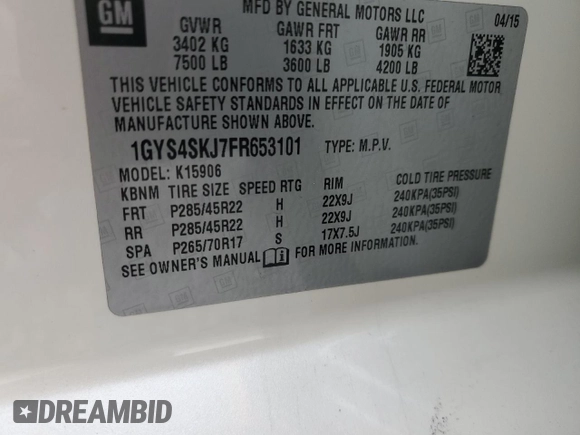 GM
MFD BY GENERAL MOTORS LLC 04/15
GVWR GAWR FRT GAWR RR
3402 KG 1633 KG 1905 KG
7500 LB 3600 LB 4200 LB
THIS VEHICLE CONFORMS TO ALL APPLICABLE U.S. FEDERAL MOTOR
VEHICLE SAFETY STANDARDS IN EFFECT ON THE DATE OF
MANUFACTURE SHOWN ABOVE.
1GYS4SKJ7FR653101 TYPE: M.P.V.
MODEL: K15906
KBNM TIRE SIZE SPEED RTG RIM COLD TIRE PRESSURE
FRT P285/45R22 H 22X9J 240KPA(35PSI)
RR P285/45R22 H 22X9J 240KPA(35PSI)
SPA P265/70R17 S 17X7.5J 240KPA(35PSI)
SEE OWNER'S MANUAL FOR MORE INFORMATION.
DREAMBID